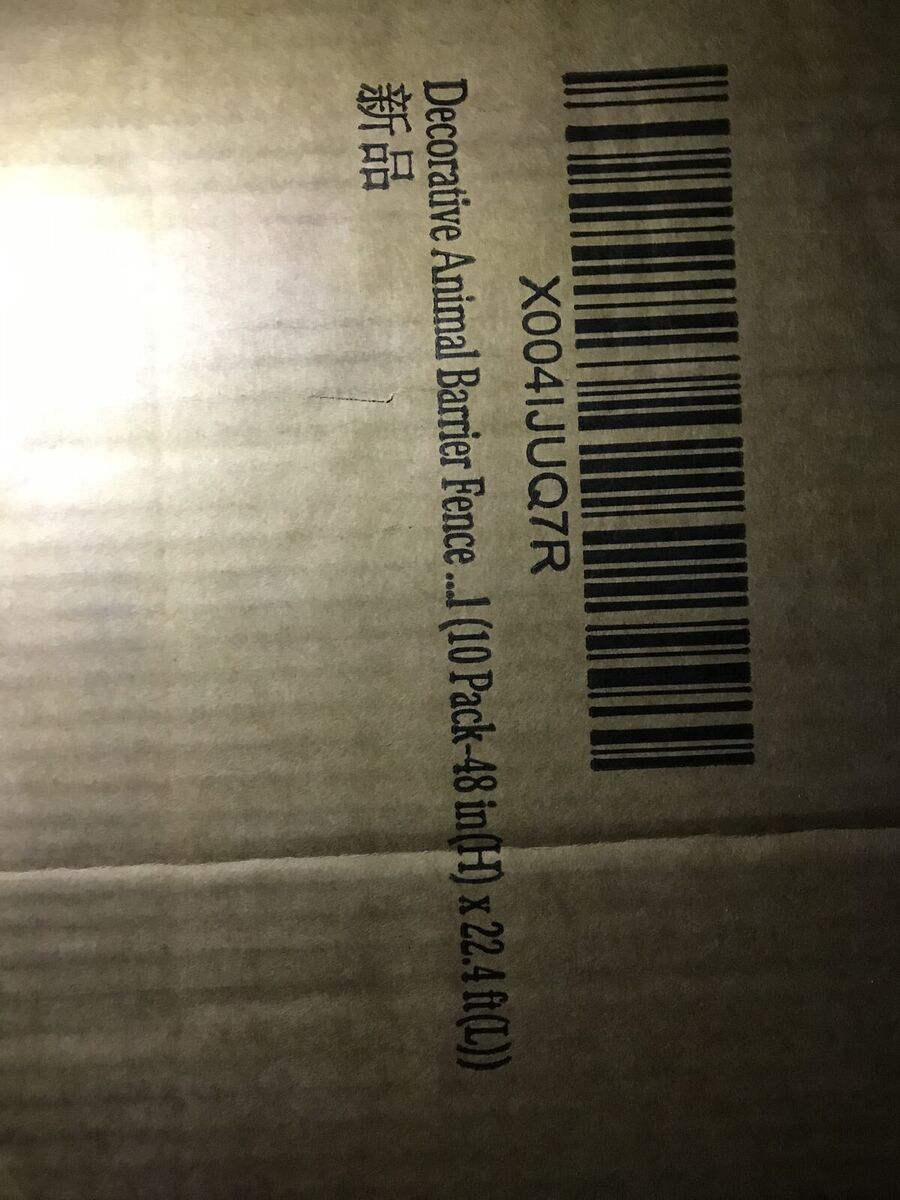 X004IJUQ7R
Decorative Animal Barrier Fence ...l (10 Pack-48 in(H) x 22.4 ft(L))
新品